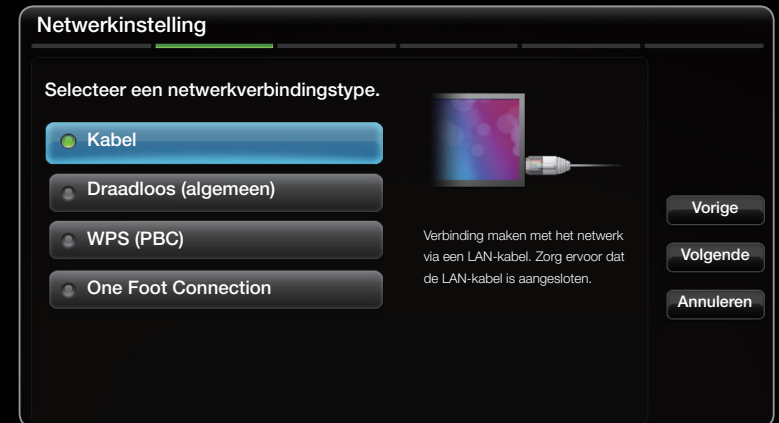 Netwerkinstelling
Selecteer een netwerkverbindingstype.
Kabel
Draadloos (algemeen)
WPS (PBC)
One Foot Connection
Verbinding maken met het netwerk
via een LAN-kabel. Zorg ervoor dat
de LAN-kabel is aangesloten.
Vorige
Volgende
Annuleren